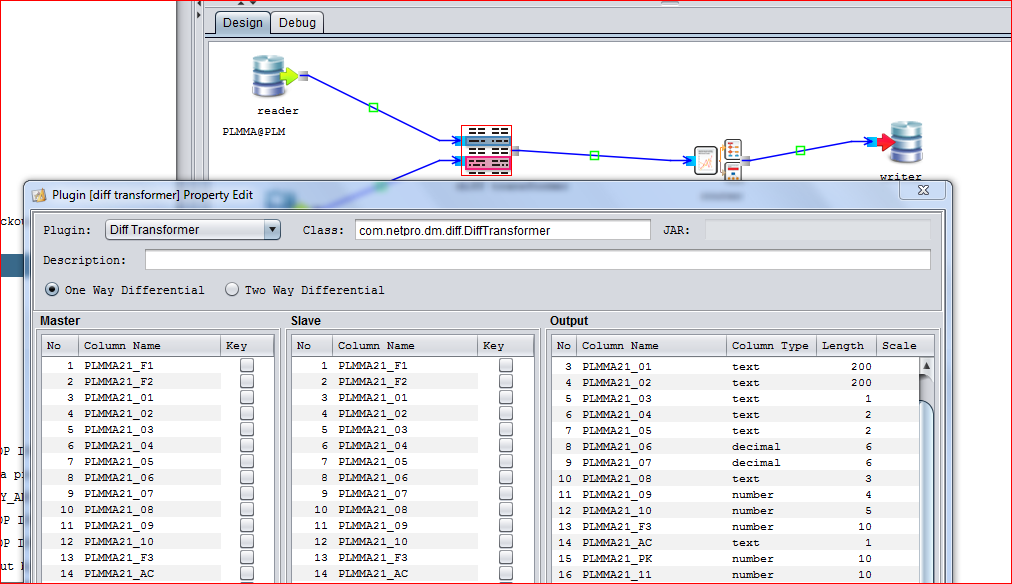 Design Debug
reader
PLMMA@PLM
diff transformer
writer
Plugin [diff transformer] Property Edit
Plugin: Diff Transformer Class: com.netpro.dm.diff.DiffTransformer JAR:
Description:
One Way Differential Two Way Differential
Master Slave Output
No Column Name Key No Column Name Key No Column Name Column Type Length Scale
1 PLMMA21_F1 1 PLMMA21_F1 3 PLMMA21_01 text 200
2 PLMMA21_F2 2 PLMMA21_F2 4 PLMMA21_02 text 200
3 PLMMA21_01 3 PLMMA21_01 5 PLMMA21_03 text 1
4 PLMMA21_02 4 PLMMA21_02 6 PLMMA21_04 text 2
5 PLMMA21_03 5 PLMMA21_03 7 PLMMA21_05 text 2
6 PLMMA21_04 6 PLMMA21_04 8 PLMMA21_06 decimal 6
7 PLMMA21_05 7 PLMMA21_05 9 PLMMA21_07 decimal 6
8 PLMMA21_06 8 PLMMA21_06 10 PLMMA21_08 text 3
9 PLMMA21_07 9 PLMMA21_07 11 PLMMA21_09 number 4
10 PLMMA21_08 10 PLMMA21_08 12 PLMMA21_10 number 5
11 PLMMA21_09 11 PLMMA21_09 13 PLMMA21_F3 number 10
12 PLMMA21_10 12 PLMMA21_10 14 PLMMA21_AC text 1
13 PLMMA21_F3 13 PLMMA21_F3 15 PLMMA21_PK number 10
14 PLMMA21_AC 14 PLMMA21_AC 16 PLMMA21_11 number 10